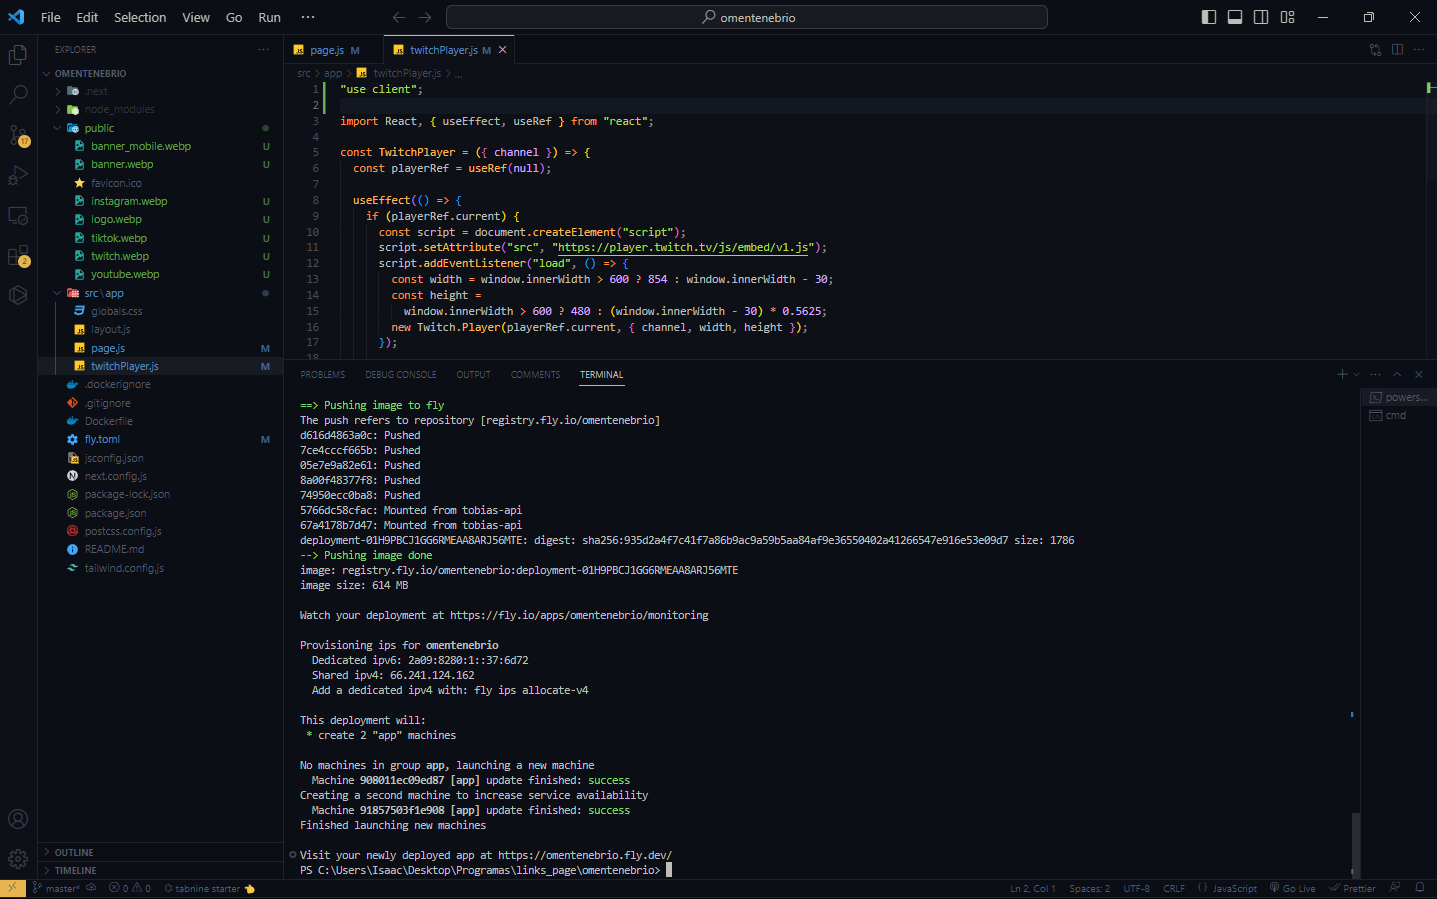 File Edit Selection View Go Run ···
omentenebrio
EXPLORER ···
OMENTENEBRIO
.next
node_modules
public
banner_mobile.webp U
banner.webp U
favicon.ico
instagram.webp U
logo.webp U
tiktok.webp U
twitch.webp U
youtube.webp U
src\app
globals.css
layout.js
page.js M
twitchPlayer.js M
.dockerignore
.gitignore
Dockerfile
fly.toml M
jsconfig.json
next.config.js
package-lock.json
package.json
postcss.config.js
README.md
tailwind.config.js
OUTLINE
TIMELINE
17
2
page.js M
twitchPlayer.js M
src > app > twitchPlayer.js > ...
1 "use client";
2
3 import React, { useEffect, useRef } from "react";
4
5 const TwitchPlayer = ({ channel }) => {
6 const playerRef = useRef(null);
7
8 useEffect(() => {
9 if (playerRef.current) {
10 const script = document.createElement("script");
11 script.setAttribute("src", "https://player.twitch.tv/js/embed/v1.js");
12 script.addEventListener("load", () => {
13 const width = window.innerWidth > 600 ? 854 : window.innerWidth - 30;
14 const height =
15 window.innerWidth > 600 ? 480 : (window.innerWidth - 30) * 0.5625;
16 new Twitch.Player(playerRef.current, { channel, width, height });
17 });
18
PROBLEMS DEBUG CONSOLE OUTPUT COMMENTS TERMINAL
powers...
cmd
==> Pushing image to fly
The push refers to repository [registry.fly.io/omentenebrio]
d616d4863a0c: Pushed
7ce4cccf665b: Pushed
05e7e9a82e61: Pushed
8a00f48377f8: Pushed
74950ecc0ba8: Pushed
5766dc58cfac: Mounted from tobias-api
67a4178b7d47: Mounted from tobias-api
deployment-01H9PBCJ1GG6RMEAA8ARJ56MTE: digest: sha256:935d2a4f7c41f7a86b9ac9a59b5aa84af9e36550402a41266547e916e53e09d7 size: 1786
--> Pushing image done
image: registry.fly.io/omentenebrio:deployment-01H9PBCJ1GG6RMEAA8ARJ56MTE
image size: 614 MB
Watch your deployment at https://fly.io/apps/omentenebrio/monitoring
Provisioning ips for omentenebrio
Dedicated ipv6: 2a09:8280:1::37:6d72
Shared ipv4: 66.241.124.162
Add a dedicated ipv4 with: fly ips allocate-v4
This deployment will:
* create 2 "app" machines
No machines in group app, launching a new machine
Machine 908011ec09ed87 [app] update finished: success
Creating a second machine to increase service availability
Machine 91857503f1e908 [app] update finished: success
Finished launching new machines
Visit your newly deployed app at https://omentenebrio.fly.dev/
PS C:\Users\Isaac\Desktop\Programas\links_page\omentenebrio>
master* 0 0 tabnine starter Ln 2, Col 1 Spaces: 2 UTF-8 CRLF JavaScript Go Live Prettier